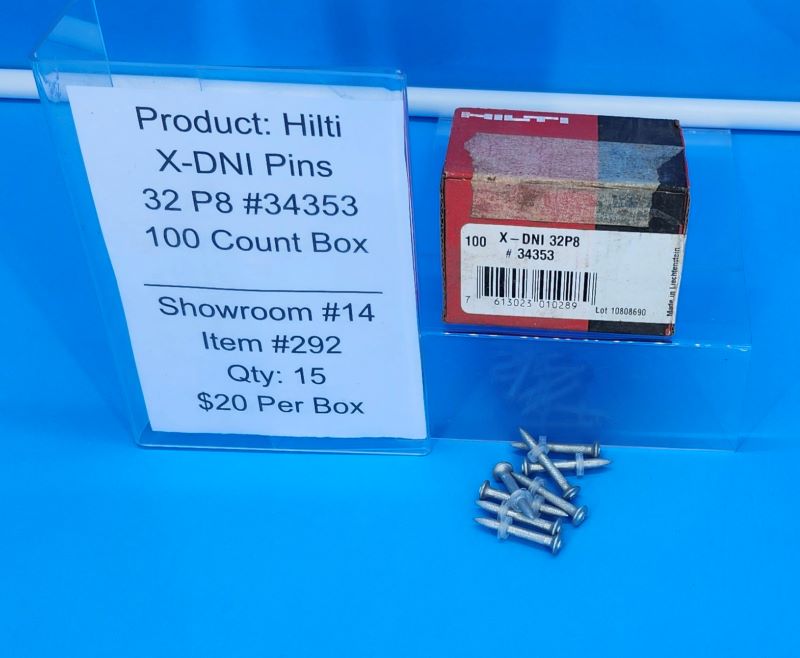 Product: Hilti
X-DNI Pins
32 P8 #34353
100 Count Box
Showroom #14
Item #292
Qty: 15
$20 Per Box
HILTI
100 X-DNI 32P8
# 34353
7 613023 010289
Lot 10808690
Made in Liechtenstein